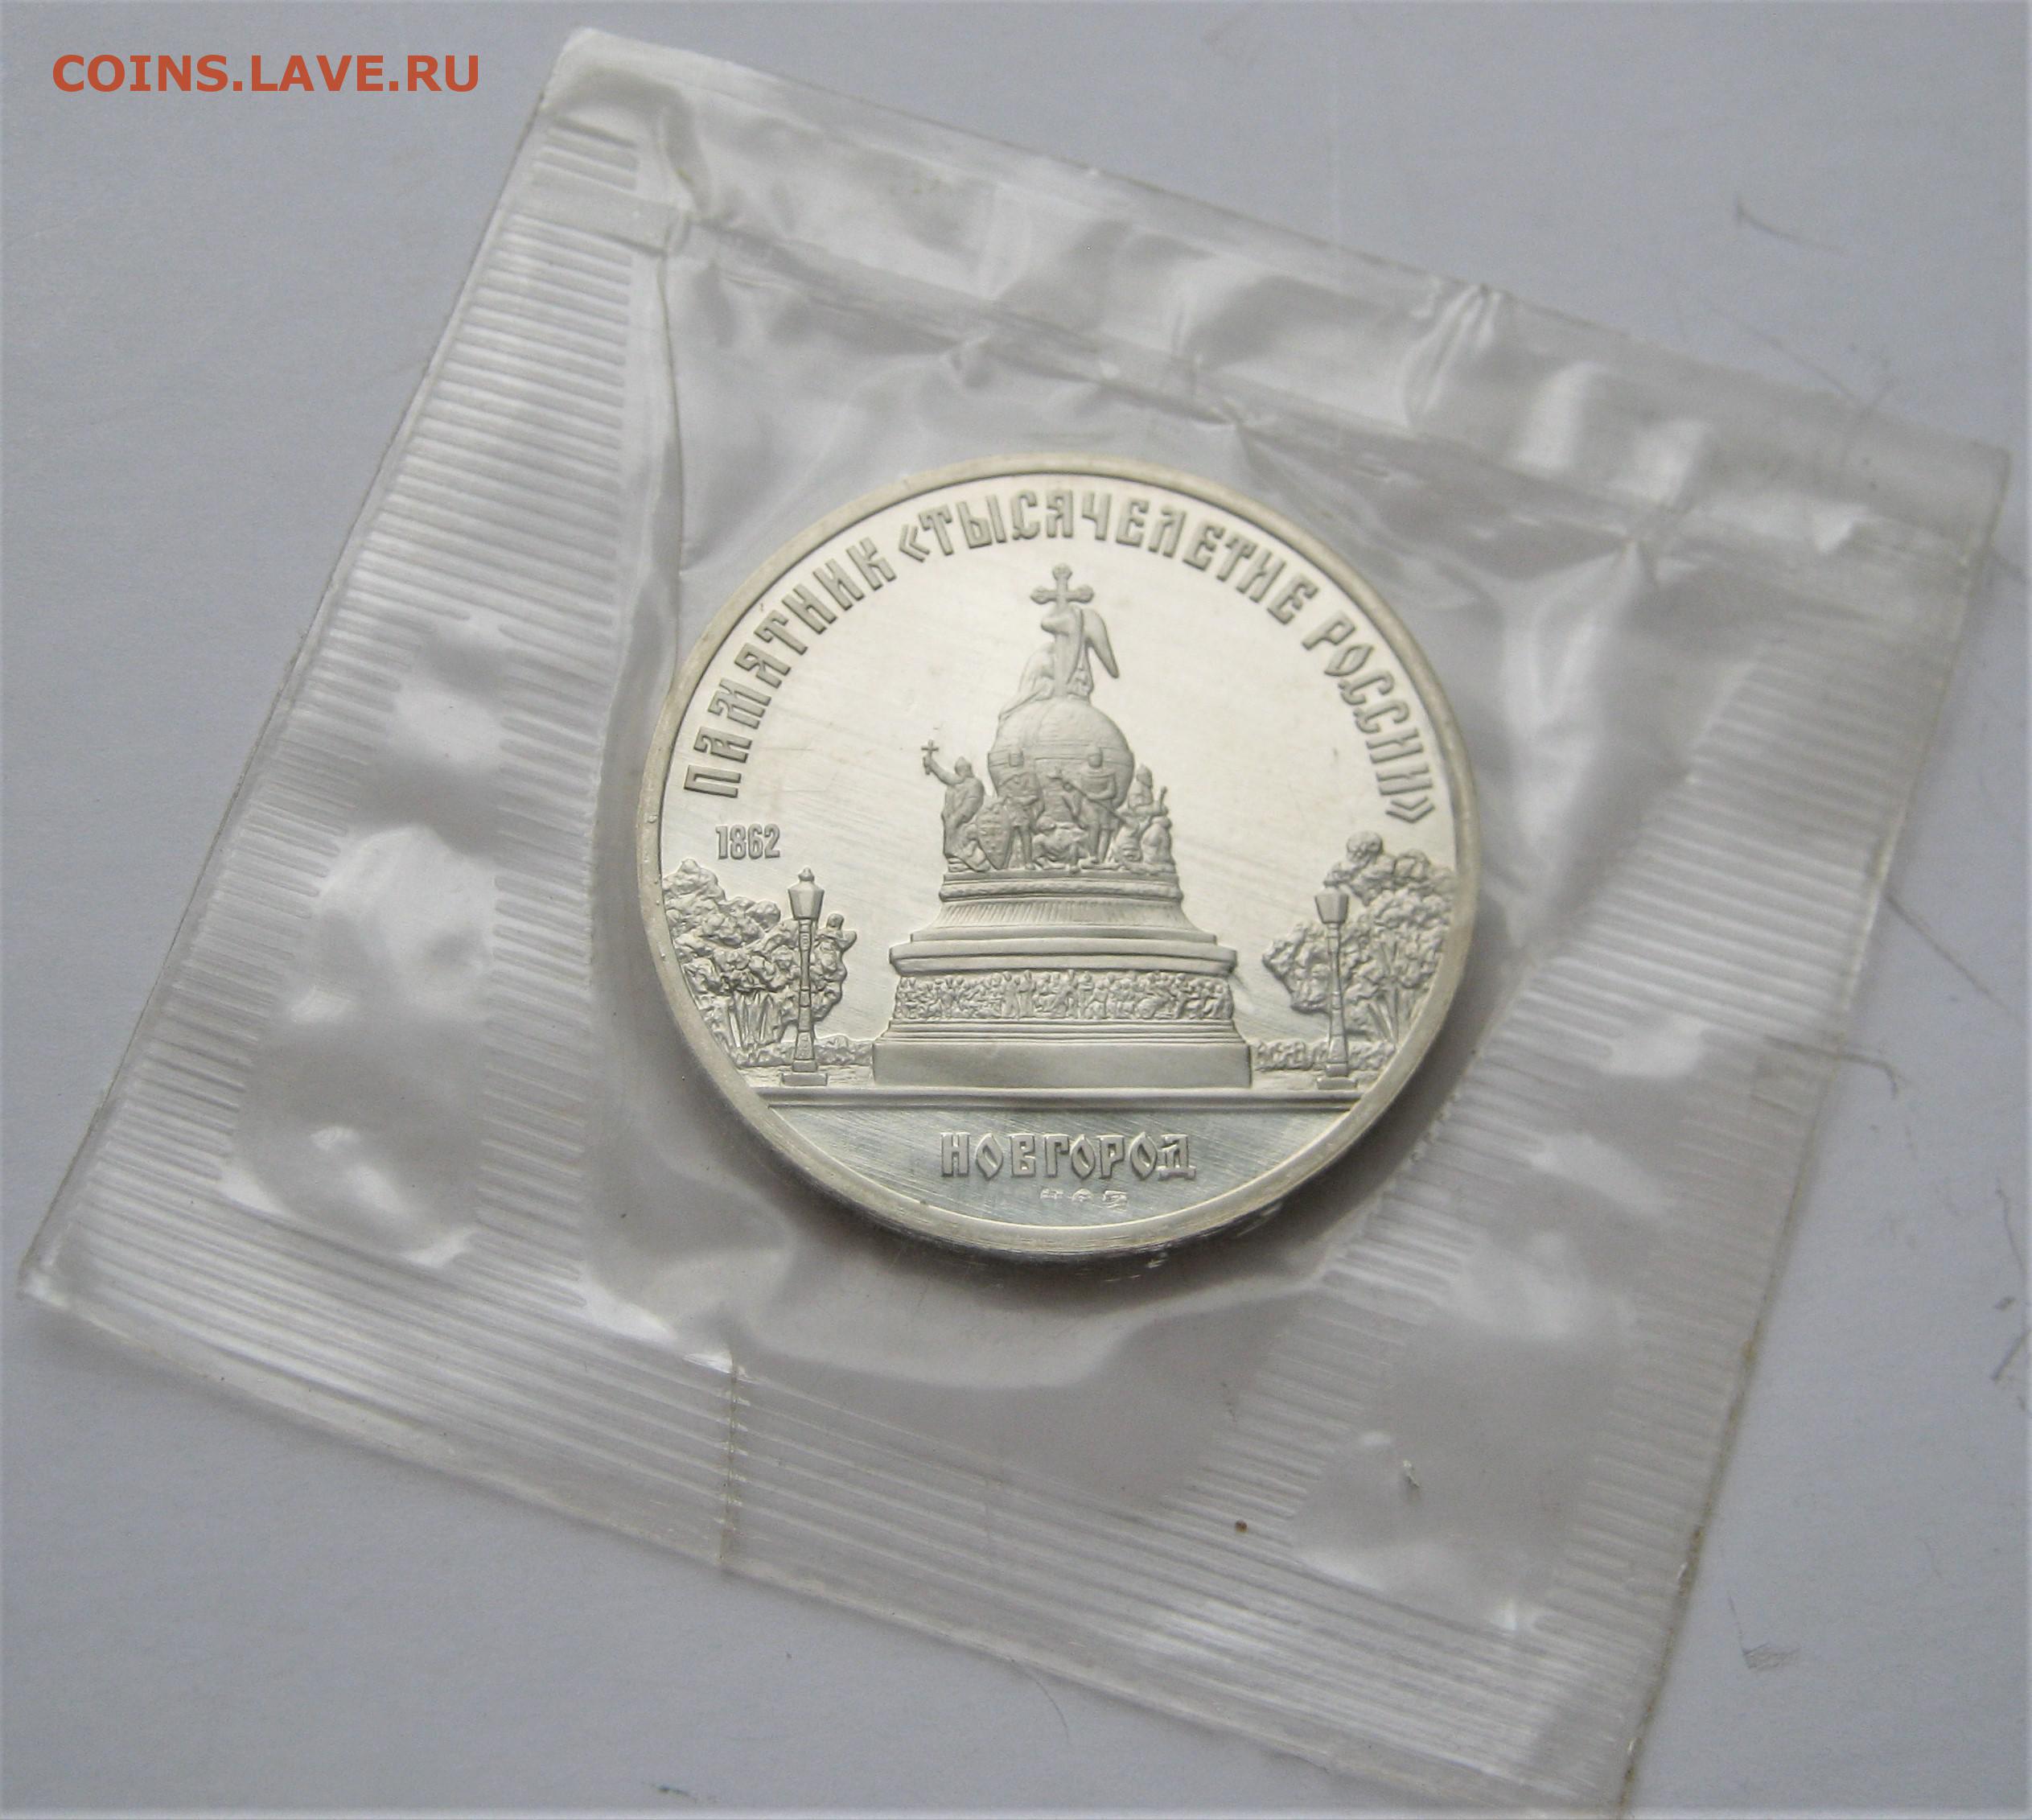 COINS.LAVE.RU
ПАМЯТНИК «ТЫСЯЧЕЛЕТИЕ РОССИИ»
1862
НОВГОРОД